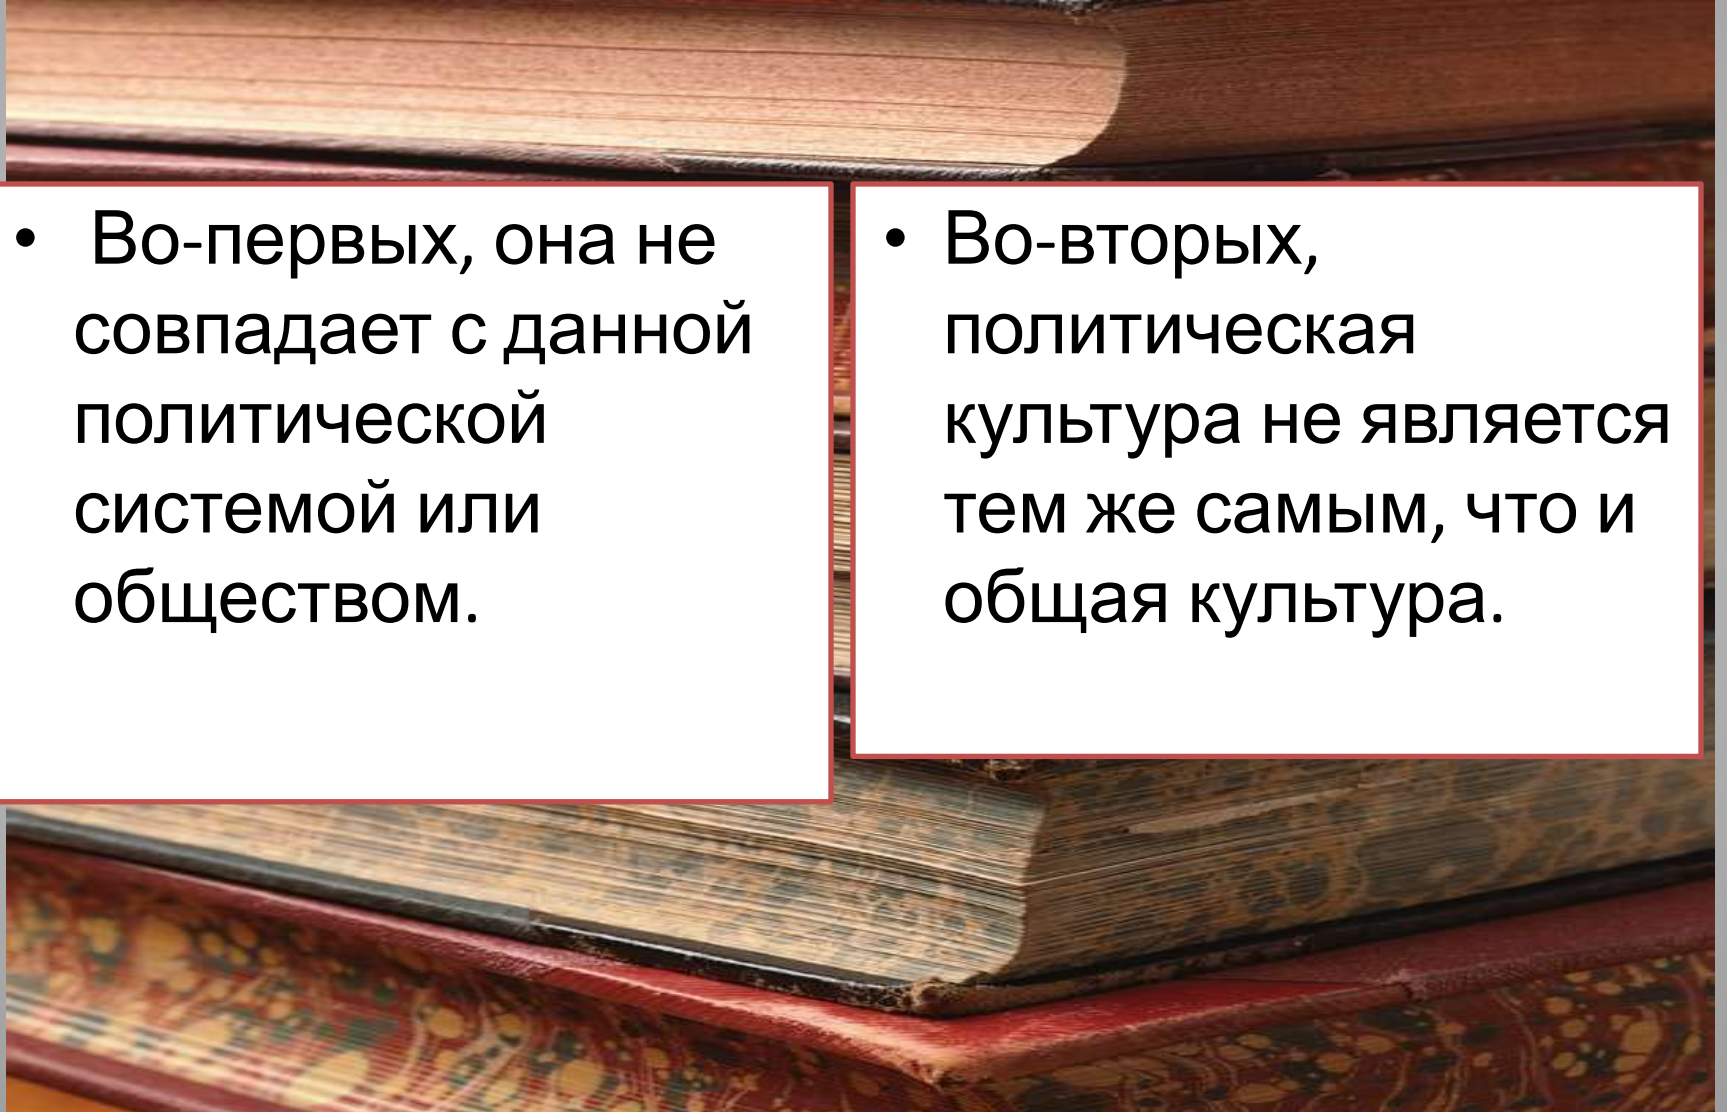 • Во-первых, она не
совпадает с данной
политической
системой или
обществом.
• Во-вторых,
политическая
культура не является
тем же самым, что и
общая культура.